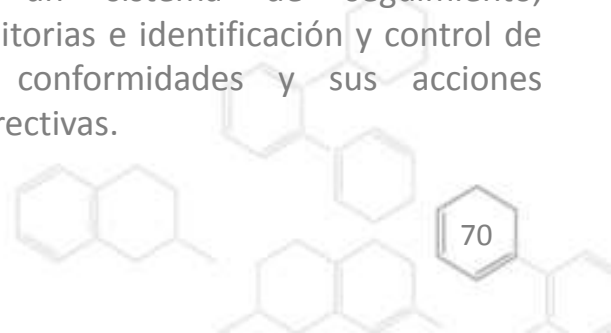 un sistema de seguimiento,
itorias e identificación y control de
conformidades y sus acciones
rectivas.
70